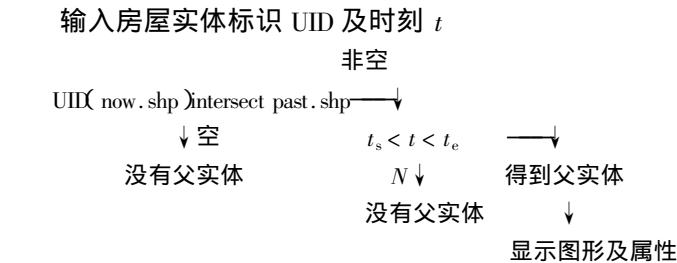 输入房屋实体标识 UID 及时刻 t
非空
UID( now.shp )intersect past.shp
空
t_s < t < t_e
没有父实体
N
得到父实体
没有父实体
显示图形及属性